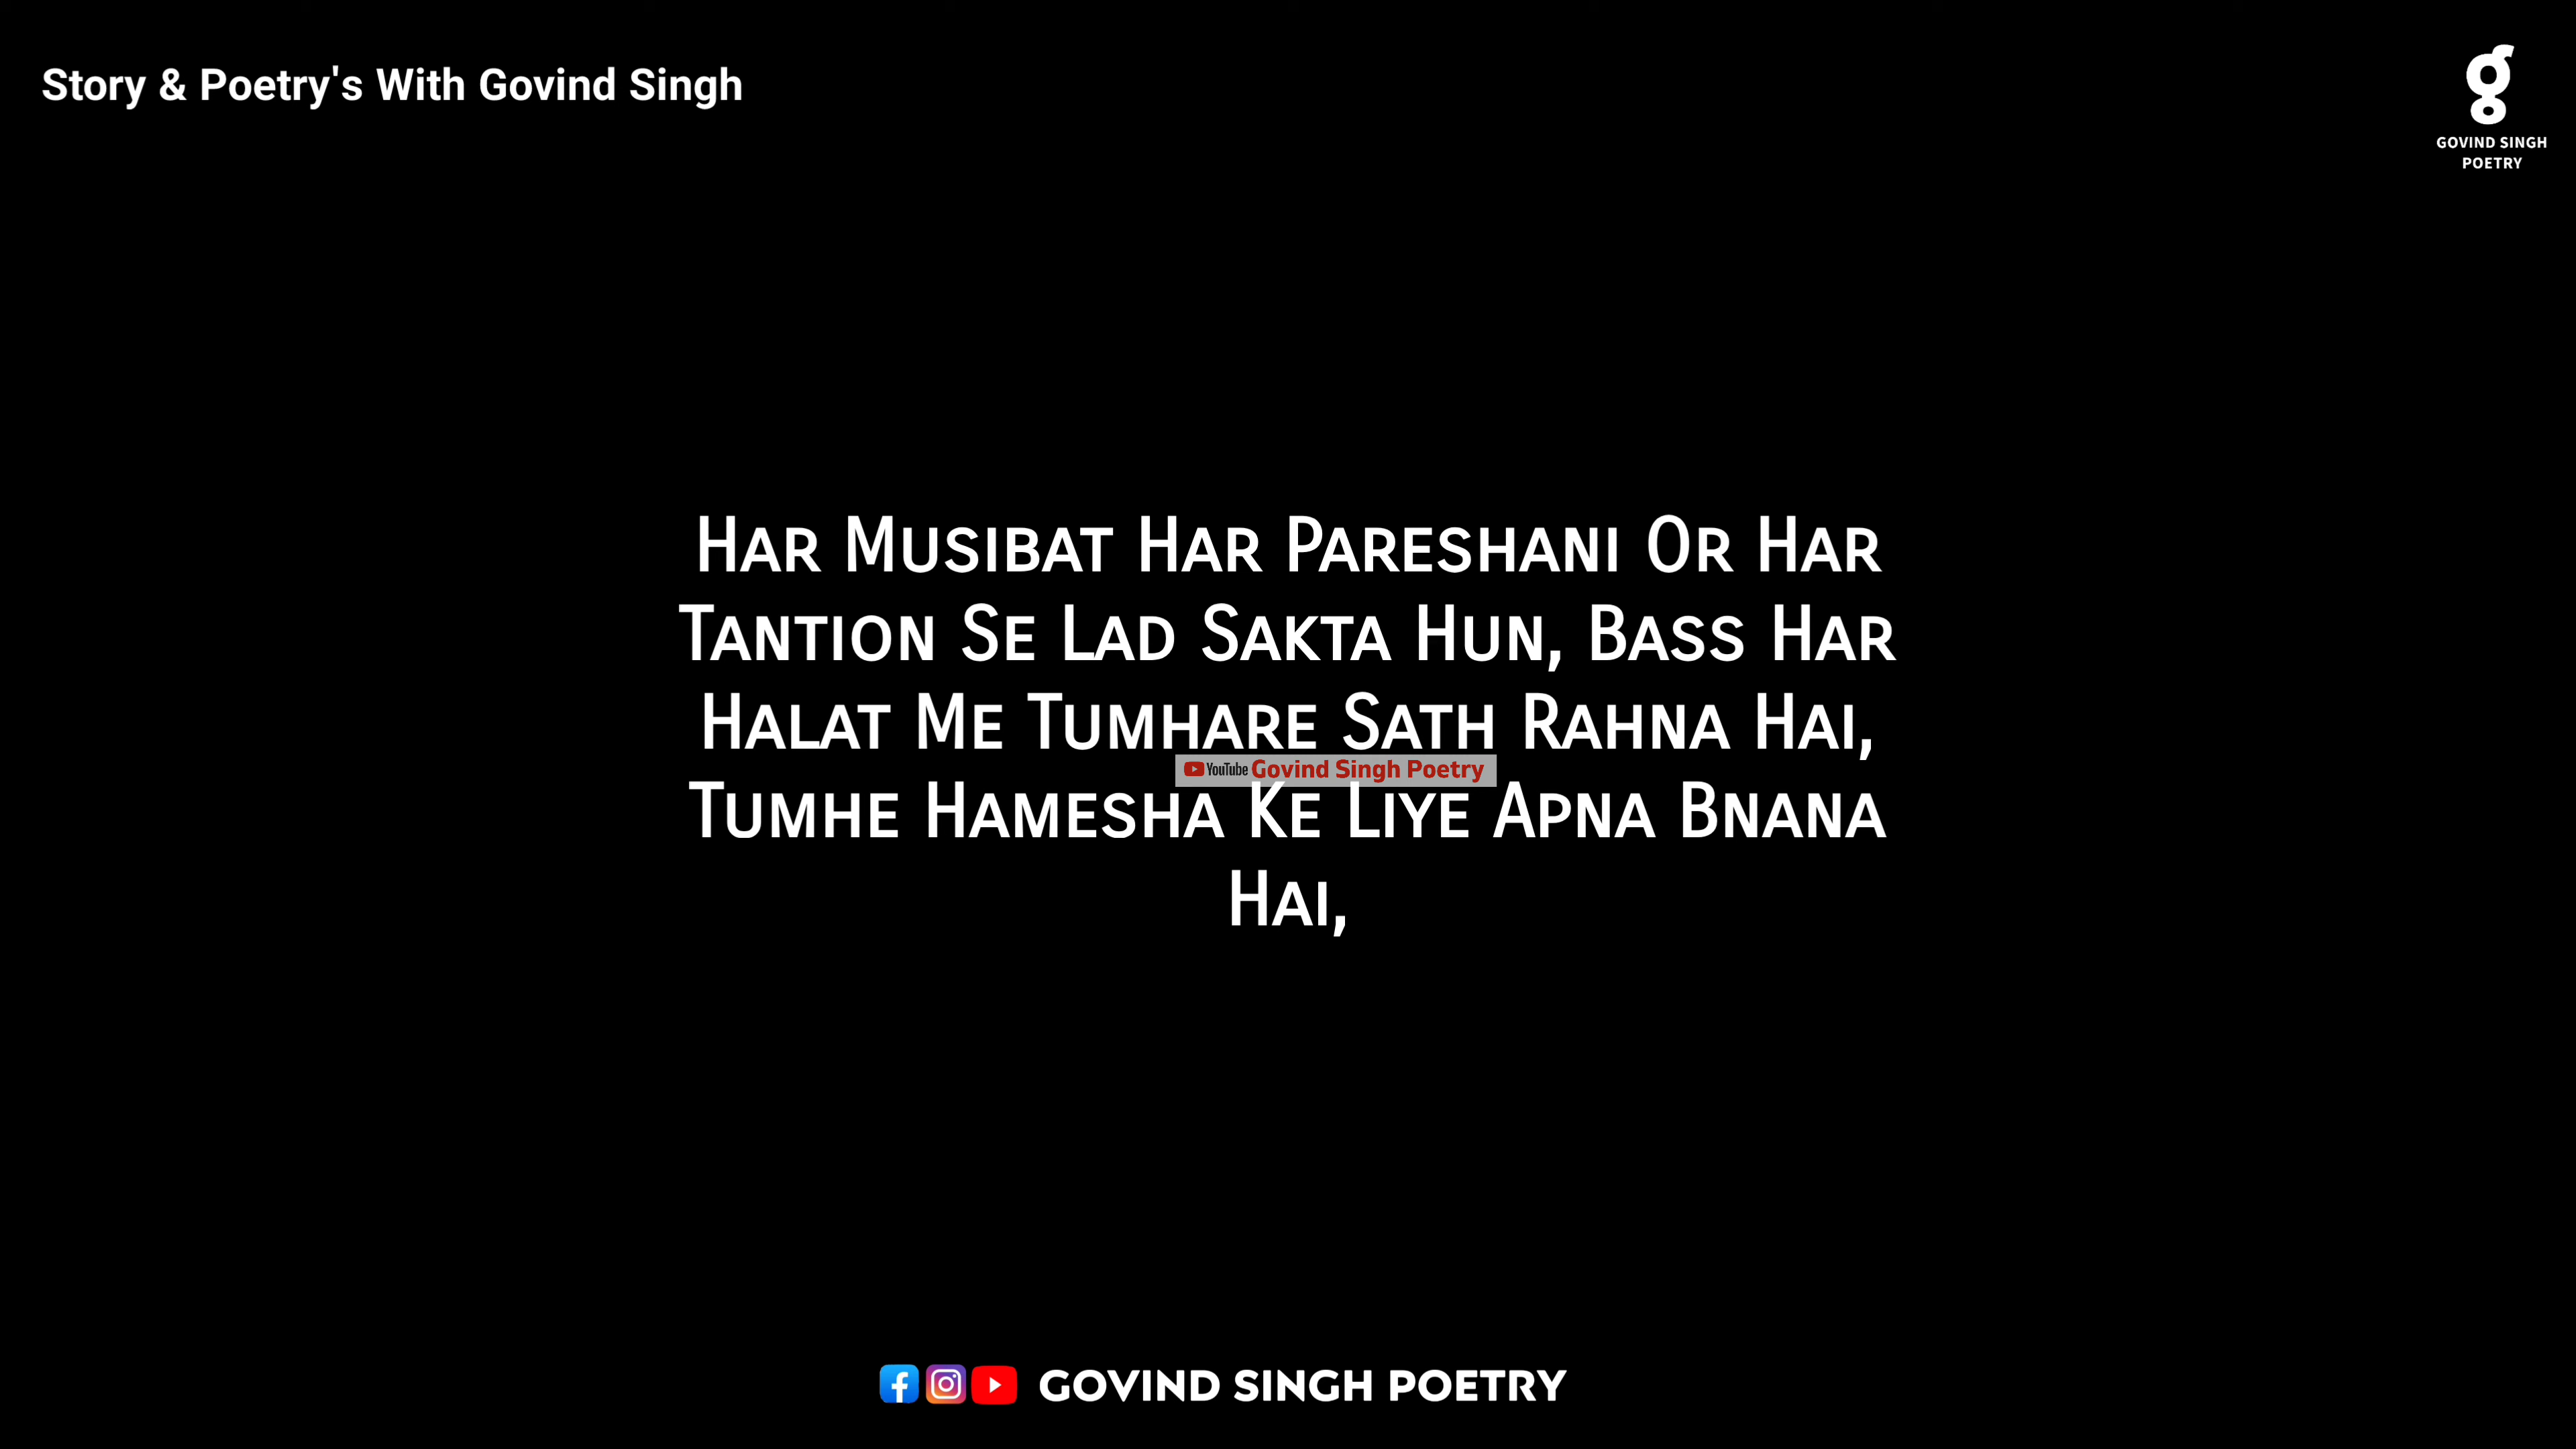 Story & Poetry's With Govind Singh
g
GOVIND SINGH
POETRY
Har Musibat Har Pareshani Or Har
Tantion Se Lad Sakta Hun, Bass Har
Halat Me Tumhare Sath Rahna Hai,
YouTube Govind Singh Poetry
Tumhe Hamesha Ke Liye Apna Bnana
Hai,
GOVIND SINGH POETRY